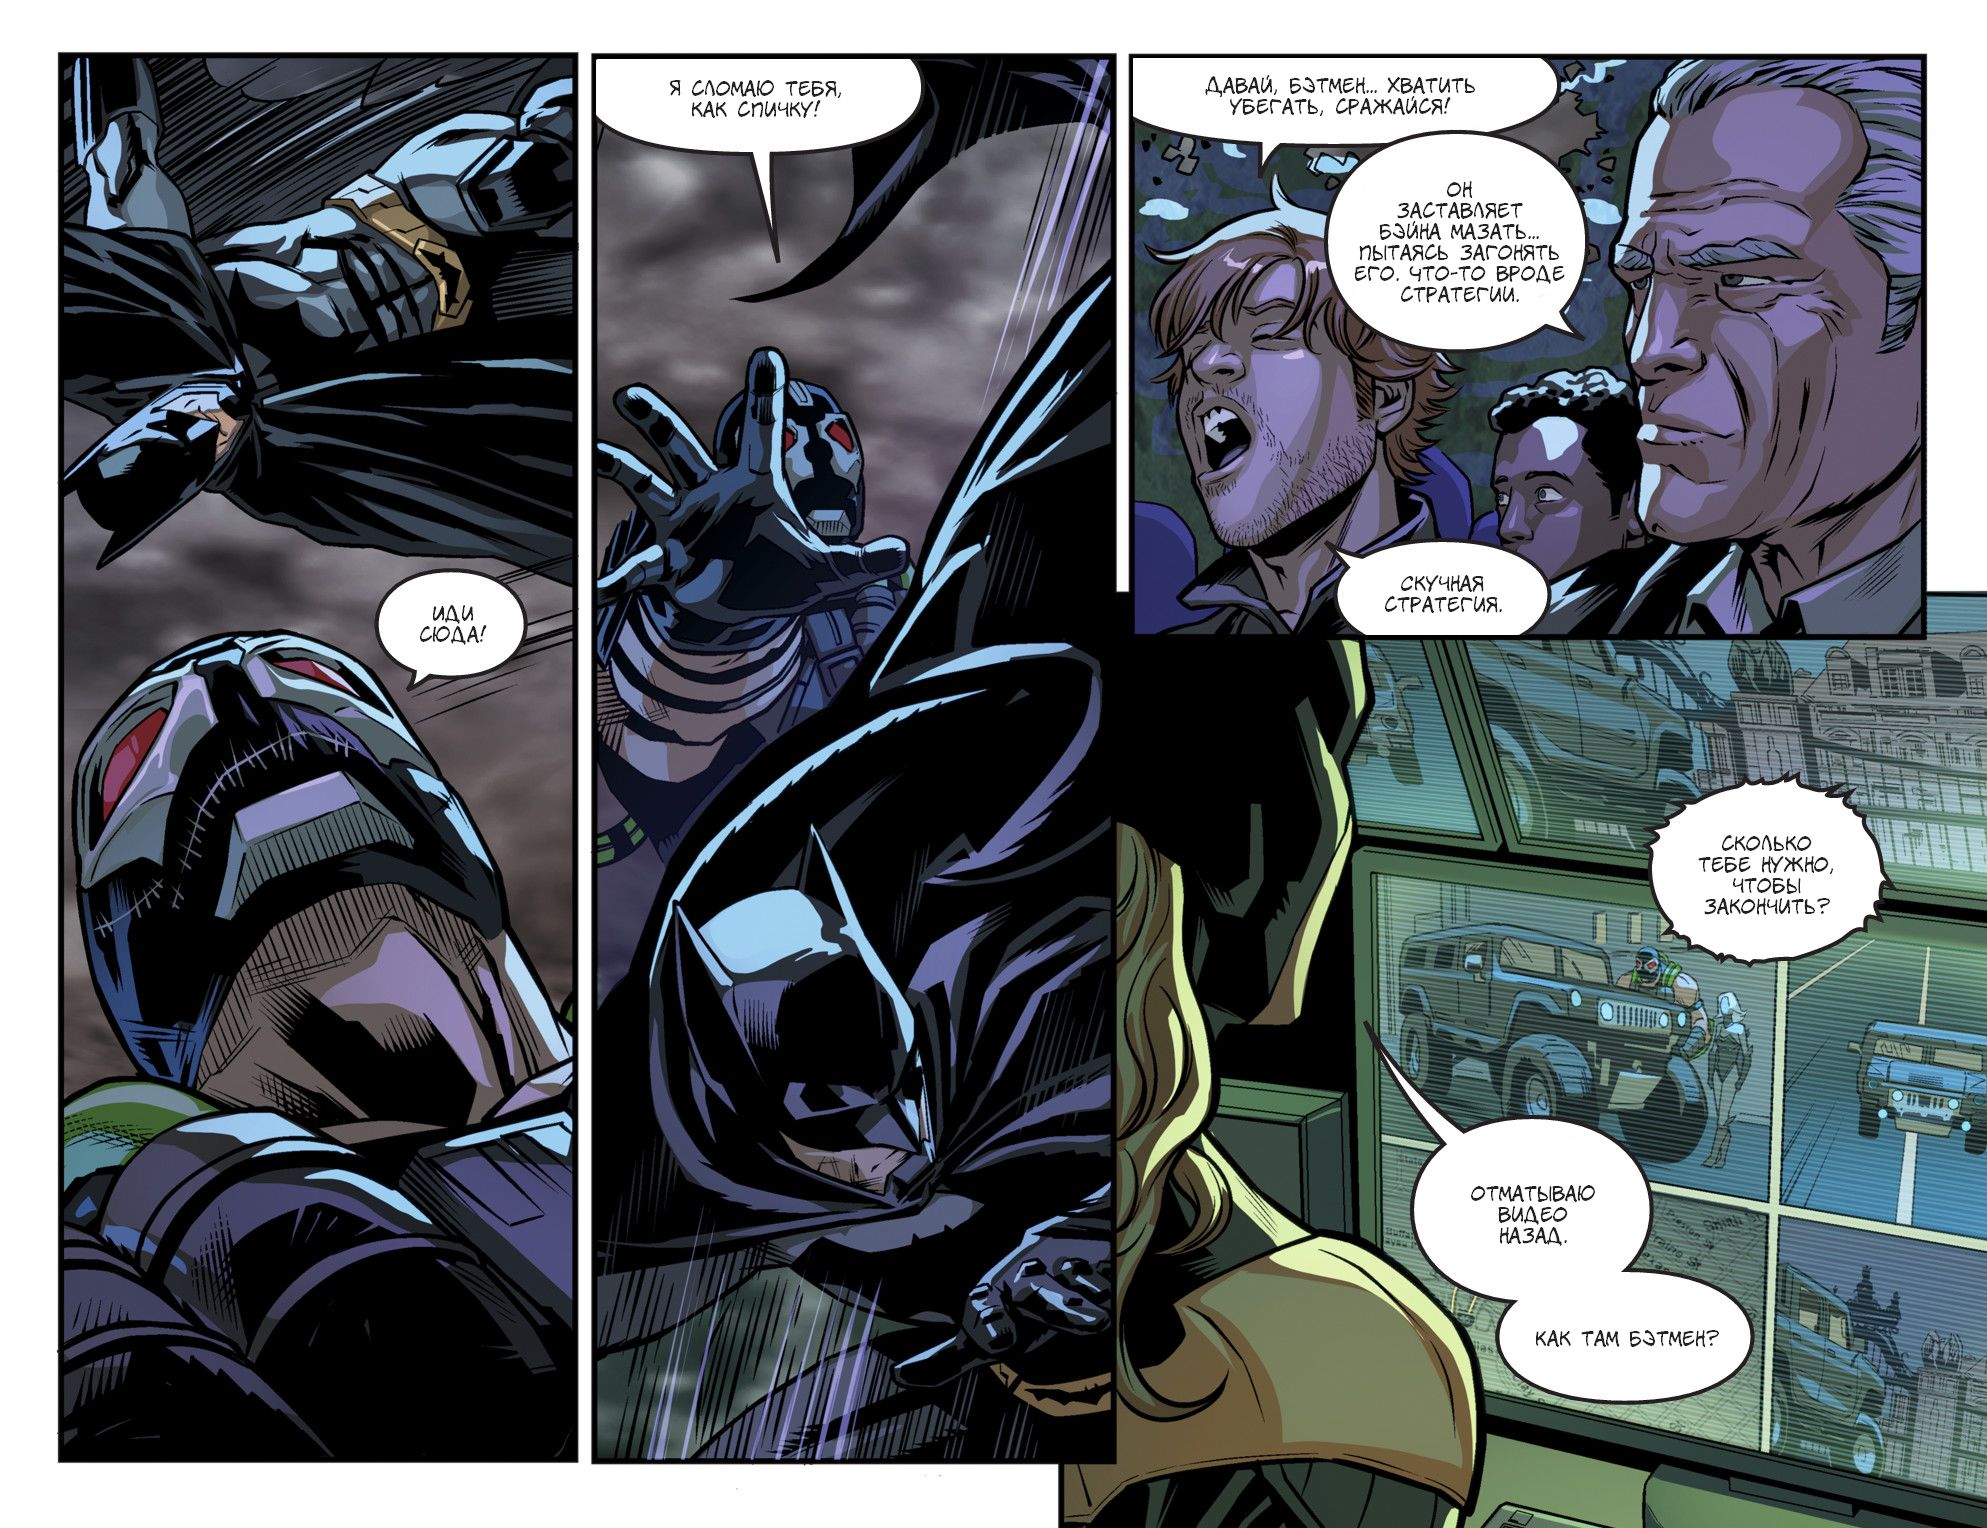 ИДИ
СЮДА!
Я СЛОМАЮ ТЕБЯ,
КАК СПИЧКУ!
ДАВАЙ, БЭТМЕН... ХВАТИТЬ
УБЕГАТЬ, СРАЖАЙСЯ!
ОН
ЗАСТАВЛЯЕТ
БЭЙНА МАЗАТЬ...
ПЫТАЯСЬ ЗАГОНЯТЬ
ЕГО. ЧТО-ТО ВРОДЕ
СТРАТЕГИИ.
СКУЧНАЯ
СТРАТЕГИЯ.
СКОЛЬКО
ТЕБЕ НУЖНО,
ЧТОБЫ
ЗАКОНЧИТЬ?
ОТМАТЫВАЮ
ВИДЕО
НАЗАД.
КАК ТАМ БЭТМЕН?